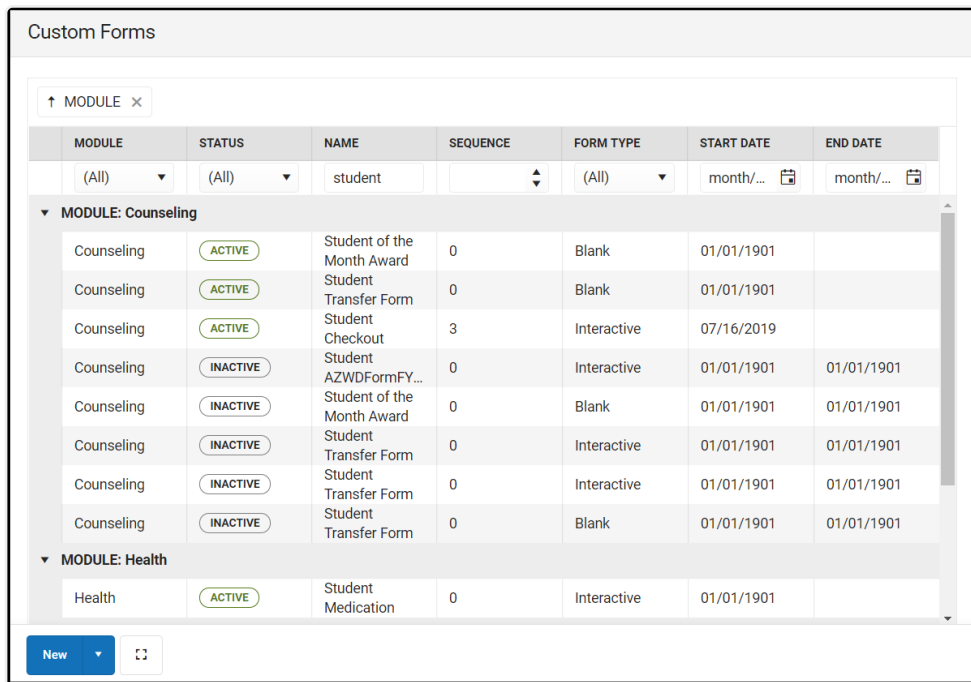 Custom Forms
↑ MODULE ×
MODULE STATUS NAME SEQUENCE FORM TYPE START DATE END DATE
(All) (All) student (All) month/... month/...
MODULE: Counseling
Counseling ACTIVE Student of the Month Award 0 Blank 01/01/1901
Counseling ACTIVE Student Transfer Form 0 Blank 01/01/1901
Counseling ACTIVE Student Checkout 3 Interactive 07/16/2019
Counseling INACTIVE Student AZWDFormFY... 0 Interactive 01/01/1901 01/01/1901
Counseling INACTIVE Student of the Month Award 0 Blank 01/01/1901 01/01/1901
Counseling INACTIVE Student Transfer Form 0 Interactive 01/01/1901 01/01/1901
Counseling INACTIVE Student Transfer Form 0 Interactive 01/01/1901 01/01/1901
Counseling INACTIVE Student Transfer Form 0 Blank 01/01/1901 01/01/1901
MODULE: Health
Health ACTIVE Student Medication 0 Interactive 01/01/1901
New